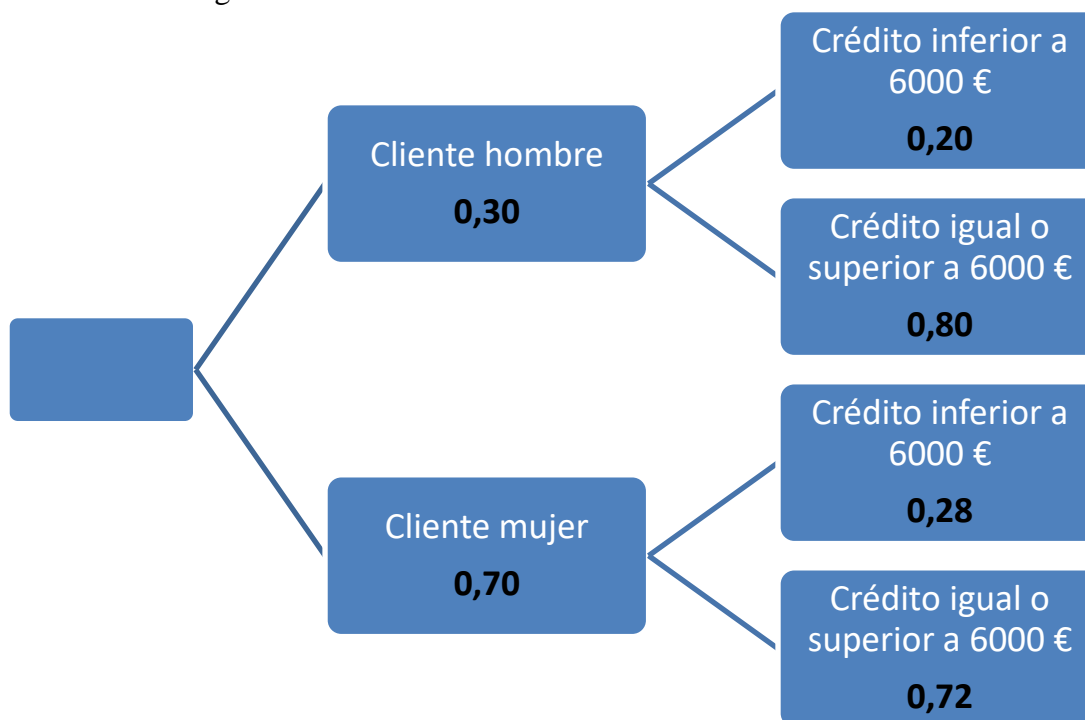 Cliente hombre
0,30
Crédito inferior a
6000 €
0,20
Crédito igual o
superior a 6000 €
0,80
Cliente mujer
0,70
Crédito inferior a
6000 €
0,28
Crédito igual o
superior a 6000 €
0,72